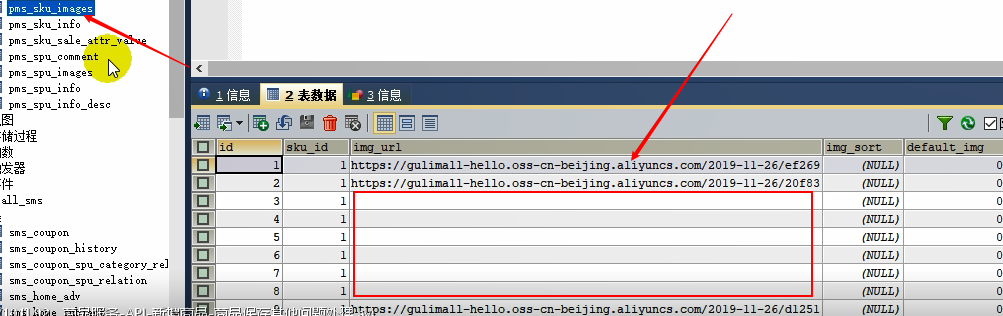 pms_sku_images
pms_sku_info
pms_sku_sale_attr_value
pms_spu_comment
pms_spu_images
pms_spu_info
pms_spu_info_desc
图
储过程
数
发器
件
all_sms
sms_coupon
sms_coupon_history
sms_coupon_spu_category_rel
sms_coupon_spu_relation
sms_home_adv
1 信息 2 表数据 3 信息
id sku_id img_url img_sort default_img
1 1 https://gulimall-hello.oss-cn-beijing.aliyuncs.com/2019-11-26/ef269 (NULL) 0
2 1 https://gulimall-hello.oss-cn-beijing.aliyuncs.com/2019-11-26/20f83 (NULL) 0
3 1 (NULL) 0
4 1 (NULL) 0
5 1 (NULL) 0
6 1 (NULL) 0
7 1 (NULL) 0
8 1 (NULL) 0
1 https://gulimall-hello.oss-cn-beijing.aliyuncs.com/2019-11-26/d1251 (NULL) 0